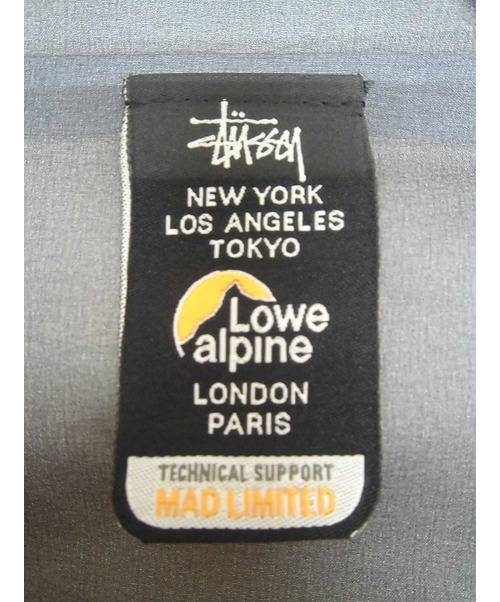 Stüssy
NEW YORK
LOS ANGELES
TOKYO
Lowe
alpine
LONDON
PARIS
TECHNICAL SUPPORT
MAD LIMITED